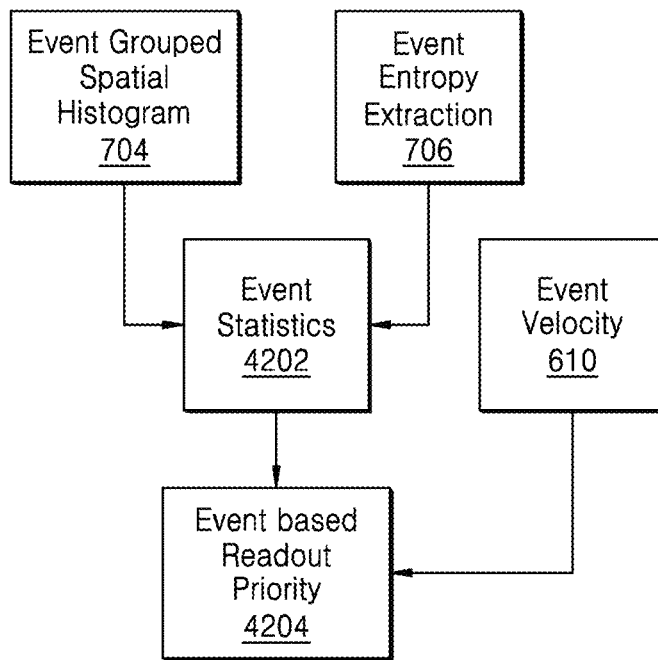 Event Grouped
Spatial
Histogram
704
Event
Entropy
Extraction
706
Event
Statistics
4202
Event
Velocity
610
Event based
Readout
Priority
4204